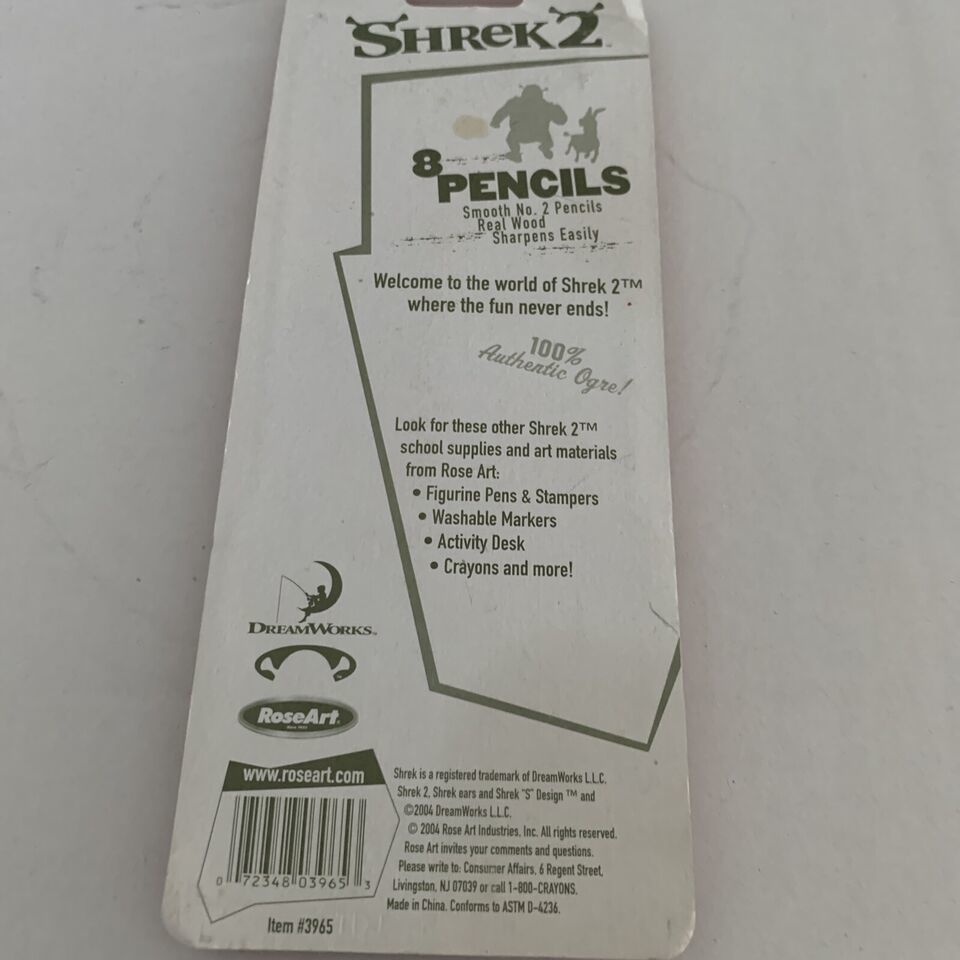 SHREK 2
8
PENCILS
Smooth No. 2 Pencils
Real Wood
Sharpens Easily
Welcome to the world of Shrek 2™
where the fun never ends!
100%
Authentic Ogre!
Look for these other Shrek 2™
school supplies and art materials
from Rose Art:
• Figurine Pens & Stampers
• Washable Markers
• Activity Desk
• Crayons and more!
DREAMWORKS
RoseArt
www.roseart.com
0 72348 03965 3
Item #3965
Shrek is a registered trademark of DreamWorks L.L.C.
Shrek 2, Shrek ears and Shrek "S" Design ™ and
©2004 DreamWorks L.L.C.
© 2004 Rose Art Industries, Inc. All rights reserved.
Rose Art invites your comments and questions.
Please write to: Consumer Affairs, 6 Regent Street,
Livingston, NJ 07039 or call 1-800-CRAYONS.
Made in China. Conforms to ASTM D-4236.